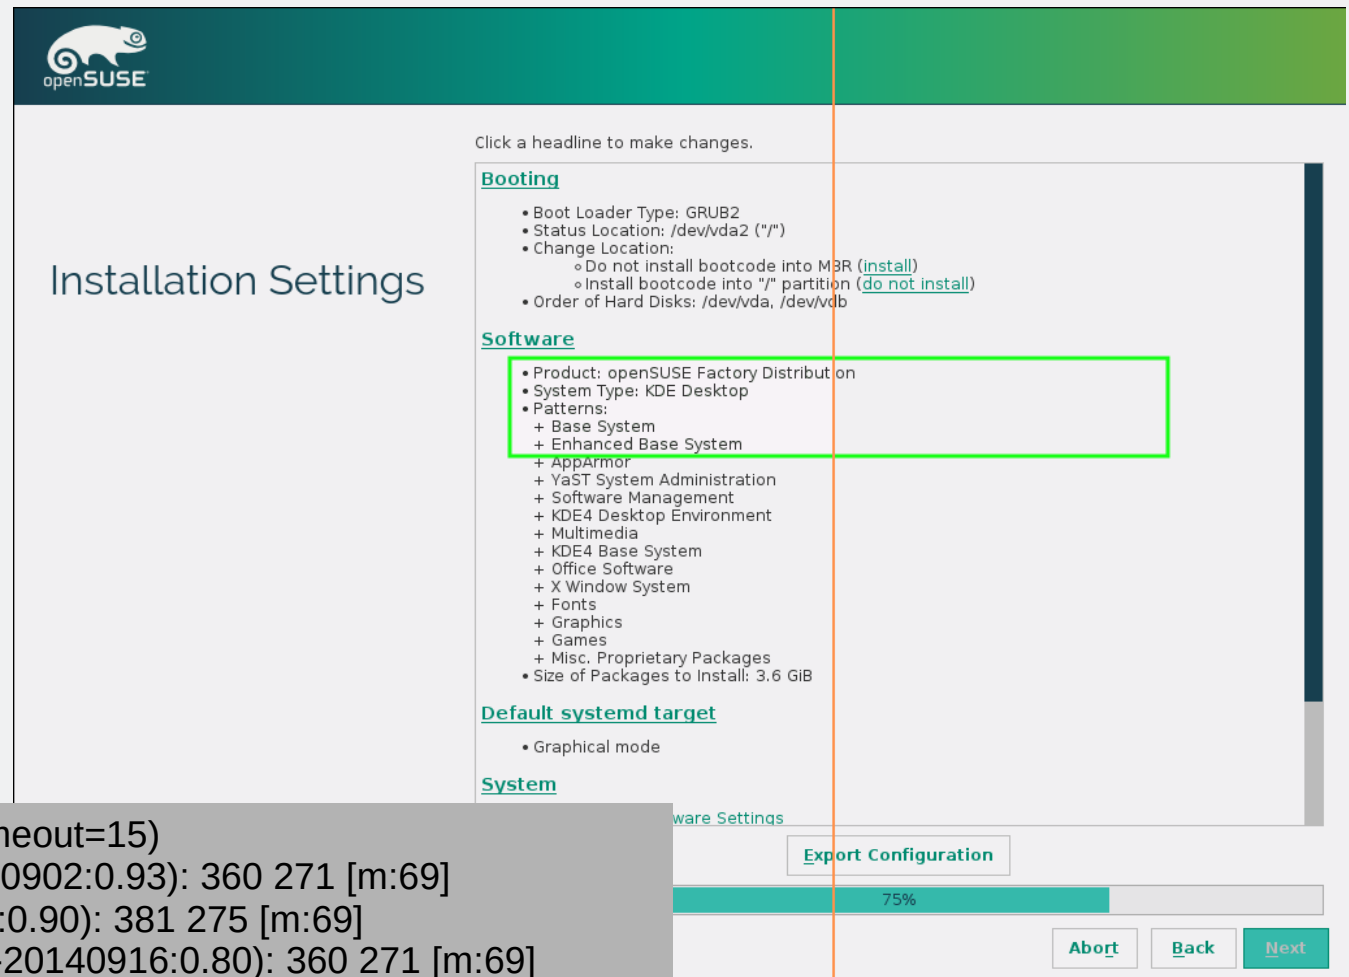 openSUSE
Click a headline to make changes.
Installation Settings
Booting
• Boot Loader Type: GRUB2
• Status Location: /dev/vda2 ("/")
• Change Location:
◦ Do not install bootcode into MBR (install)
◦ Install bootcode into "/" partition (do not install)
• Order of Hard Disks: /dev/vda, /dev/vdb
Software
• Product: openSUSE Factory Distribution
• System Type: KDE Desktop
• Patterns:
+ Base System
+ Enhanced Base System
+ AppArmor
+ YaST System Administration
+ Software Management
+ KDE4 Desktop Environment
+ Multimedia
+ KDE4 Base System
+ Office Software
+ X Window System
+ Fonts
+ Graphics
+ Games
+ Misc. Proprietary Packages
• Size of Packages to Install: 3.6 GiB
Default systemd target
• Graphical mode
System
ware Settings
Export Configuration
75%
Abort
Back
Next
neout=15)
0902:0.93): 360 271 [m:69]
:0.90): 381 275 [m:69]
-20140916:0.80): 360 271 [m:69]